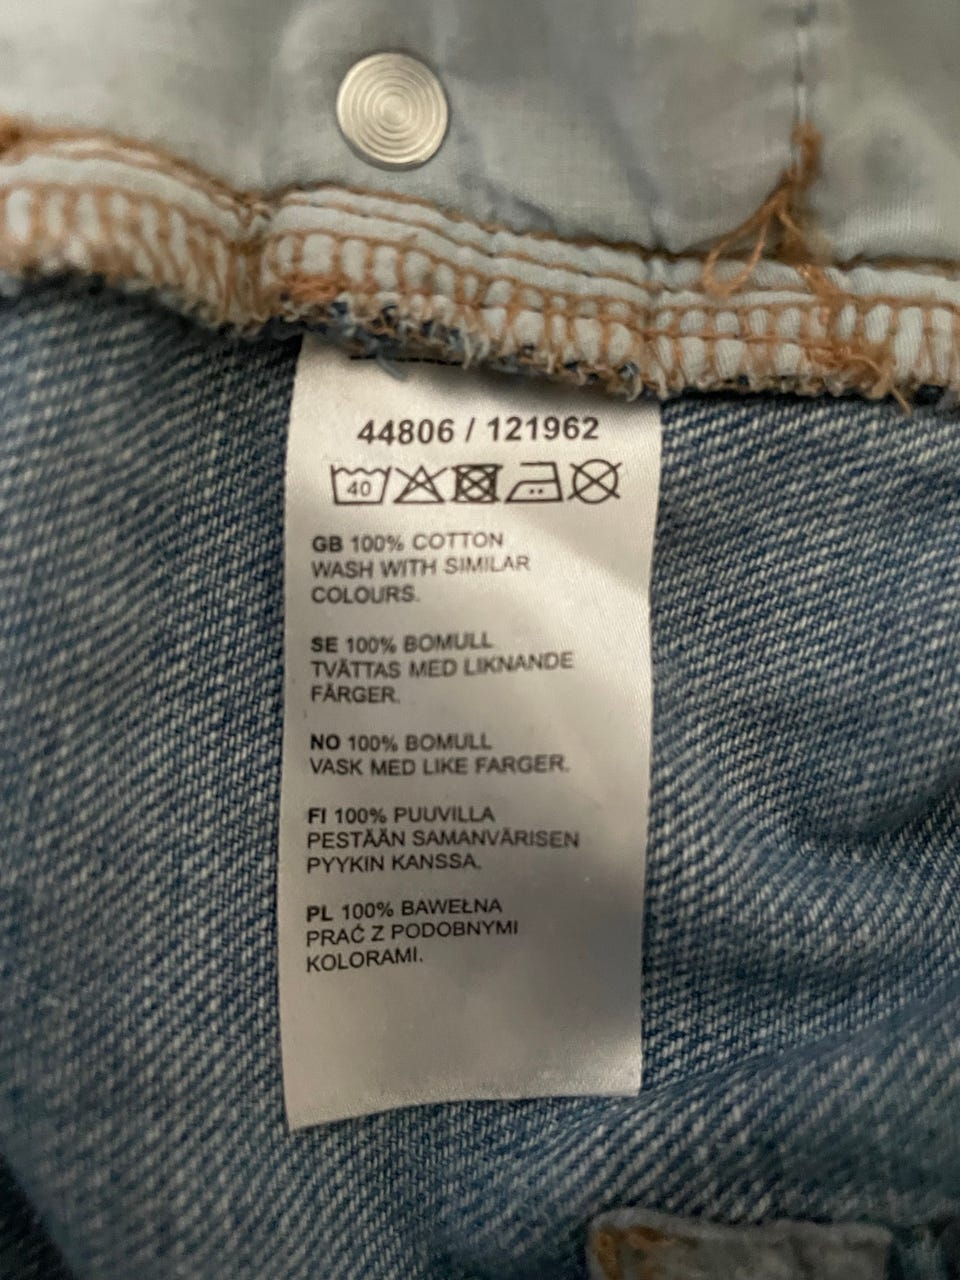 44806 / 121962
40
GB 100% COTTON
WASH WITH SIMILAR
COLOURS.
SE 100% BOMULL
TVÄTTAS MED LIKNANDE
FÄRGER.
NO 100% BOMULL
VASK MED LIKE FARGER.
FI 100% PUUVILLA
PESTÄÄN SAMANVÄRISEN
PYYKIN KANSSA.
PL 100% BAWEŁNA
PRAĆ Z PODOBNYMI
KOLORAMI.